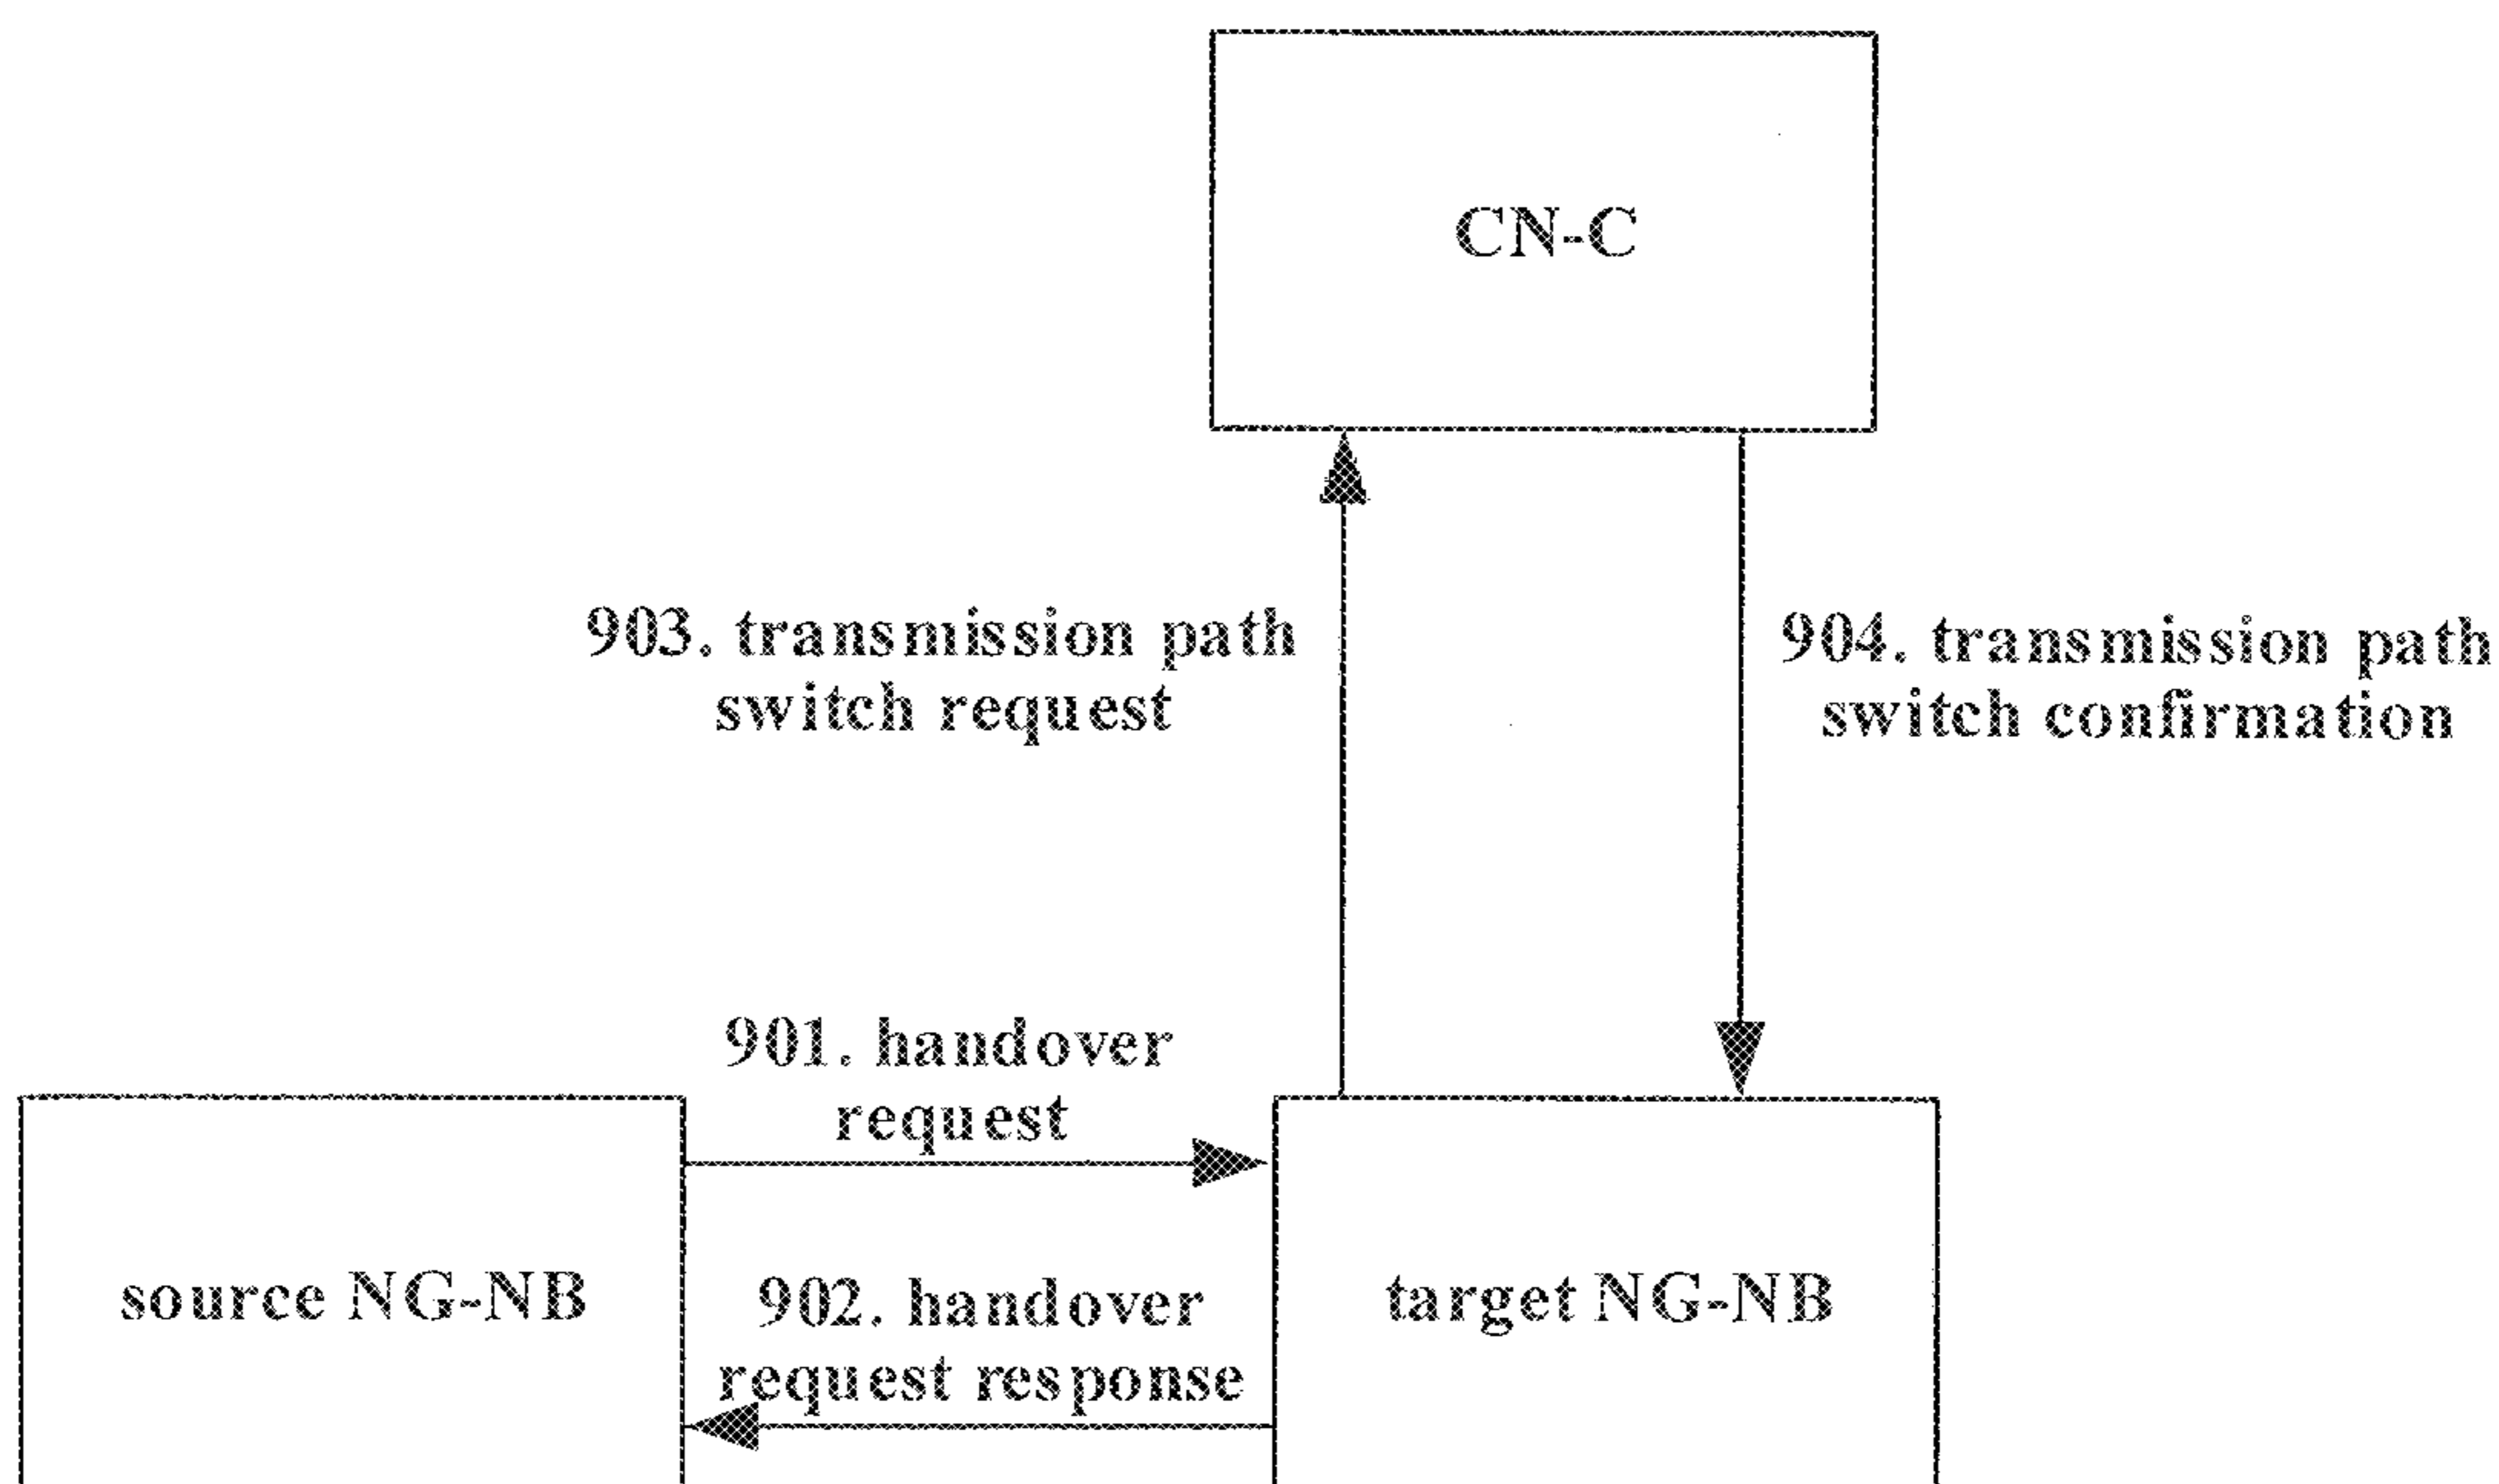 CN-C
903. transmission path
switch request
904. transmission path
switch confirmation
901. handover
request
source NG-NB
902. handover
request response
target NG-NB